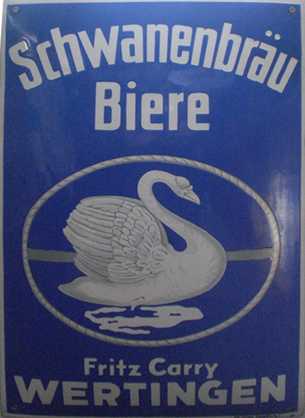 Schwanenbräu
Biere
Fritz Carry
WERTINGEN